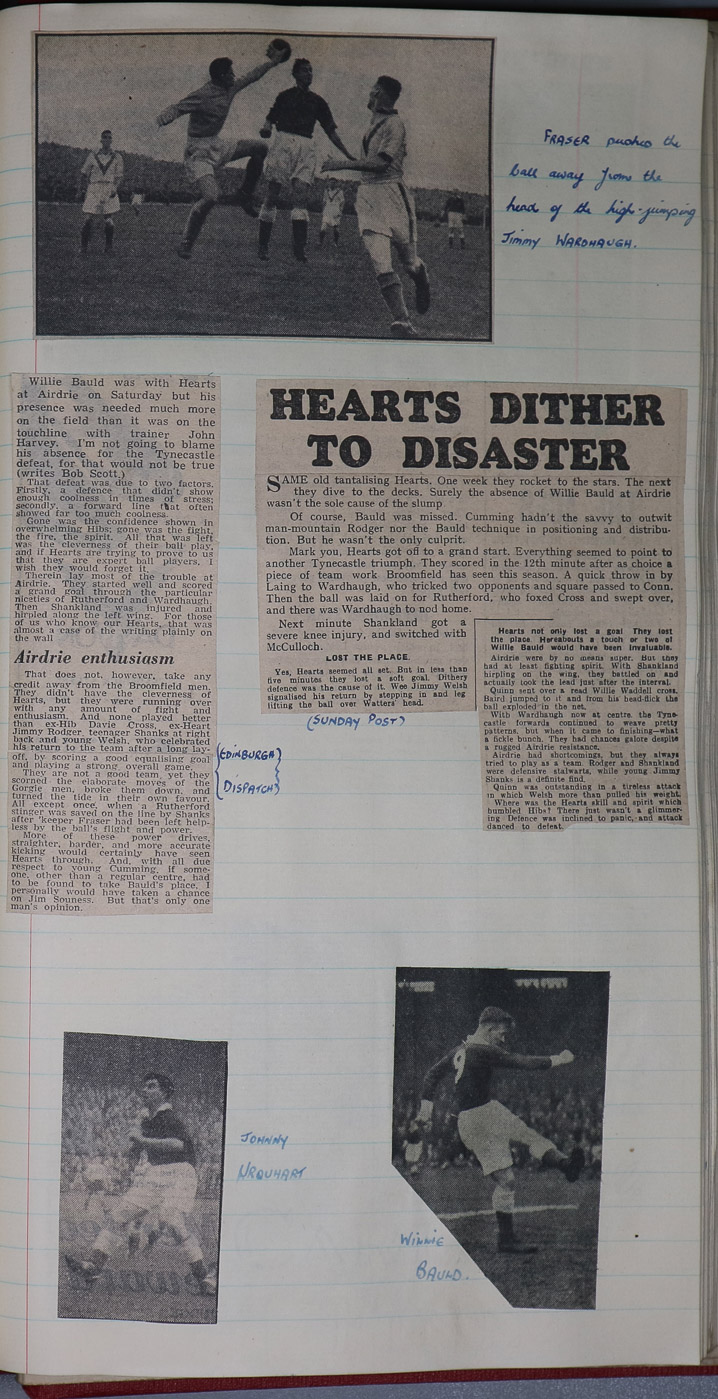 FRASER pushes the
ball away from the
head of the high-jumping
Jimmy WARDHAUGH.
Willie Bauld was with Hearts
at Airdrie on Saturday but his
presence was needed much more
on the field than it was on the
touchline with trainer John
Harvey. I'm not going to blame
his absence for the Tynecastle
defeat, for that would not be true
(writes Bob Scott.)
That defeat was due to two factors.
Firstly, a defence that didn't show
enough coolness in times of stress;
secondly, a forward line that often
showed far too much coolness.
Gone was the confidence shown in
overwhelming Hibs; gone was the fight,
the fire, the spirit. All that was left
was the cleverness of their ball play,
and if Hearts are trying to prove to us
that they are expert ball players, I
wish they would forget it.
Therein lay most of the trouble at
Airdrie. They started well and scored
a grand goal through the particular
niceties of Rutherford and Wardhaugh.
Then Shankland was injured and
hirpled along the left wing. For those
of us who know our Hearts, that was
almost a case of the writing plainly on
the wall
Airdrie enthusiasm
That does not, however, take any
credit away from the Broomfield men.
They didn't have the cleverness of
Hearts, but they were running over
with any amount of fight and
enthusiasm. And none played better
than ex-Hib Davie Cross, ex-Heart
Jimmy Rodger, teenager Shanks at right
back and young Welsh, who celebrated
his return to the team after a long lay-
off, by scoring a good equalising goal
and playing a strong overall game.
They are not a good team, yet they
scorned the elaborate moves of the
Gorgie men, broke them down, and
turned the tide in their own favour.
All except once, when a Rutherford
stinger was saved on the line by Shanks
after 'keeper Fraser had been left help-
less by the ball's flight and power.
More of these power drives,
straighter, harder, and more accurate
kicking would certainly have seen
Hearts through. And, with all due
respect to young Cumming, if some-
one, other than a regular centre, had
to be found to take Bauld's place, I
personally would have taken a chance
on Jim Souness. But that's only one
man's opinion.
(EDINBURGH
DISPATCH)
HEARTS DITHER
TO DISASTER
SAME old tantalising Hearts. One week they rocket to the stars. The next
they dive to the decks. Surely the absence of Willie Bauld at Airdrie
wasn't the sole cause of the slump
Of course, Bauld was missed. Cumming hadn't the savvy to outwit
man-mountain Rodger nor the Bauld technique in positioning and distribu-
tion. But he wasn't the only culprit.
Mark you, Hearts got off to a grand start. Everything seemed to point to
another Tynecastle triumph. They scored in the 12th minute after as choice a
piece of team work Broomfield has seen this season. A quick throw in by
Laing to Wardhaugh, who tricked two opponents and square passed to Conn.
Then the ball was laid on for Rutherford, who foxed Cross and swept over,
and there was Wardhaugh to nod home.
Next minute Shankland got a
severe knee injury, and switched with
McCulloch.
LOST THE PLACE.
Yes, Hearts seemed all set. But in less than
five minutes they lost a soft goal. Dithery
defence was the cause of it. Wee Jimmy Welsh
signalised his return by stepping in and leg
lifting the ball over Watters' head.
(SUNDAY POST)
Hearts not only lost a goal They lost
the place. Hereabouts a touch or two of
Willie Bauld would have been invaluable.
Airdrie were by no means super. But they
had at least fighting spirit. With Shankland
hirpling on the wing, they battled on and
actually took the lead just after the interval.
Quinn sent over a real Willie Waddell cross.
Baird jumped to it and from his head-flick the
ball exploded in the net.
With Wardhaugh now at centre, the Tyne-
castle forwards continued to weave pretty
patterns, but when it came to finishing—what
a fickle bunch. They had chances galore despite
a rugged Airdrie resistance.
Airdrie had shortcomings, but they always
tried to play as a team. Rodger and Shankland
were defensive stalwarts, while young Jimmy
Shanks is a definite find.
Quinn was outstanding in a tireless attack
in which Welsh more than pulled his weight.
Where was the Hearts skill and spirit which
humbled Hibs? There just wasn't a glimmer-
ing Defence was inclined to panic, and attack
danced to defeat.
JOHNNY
URQUHART
9
WINNIE
BAULD.